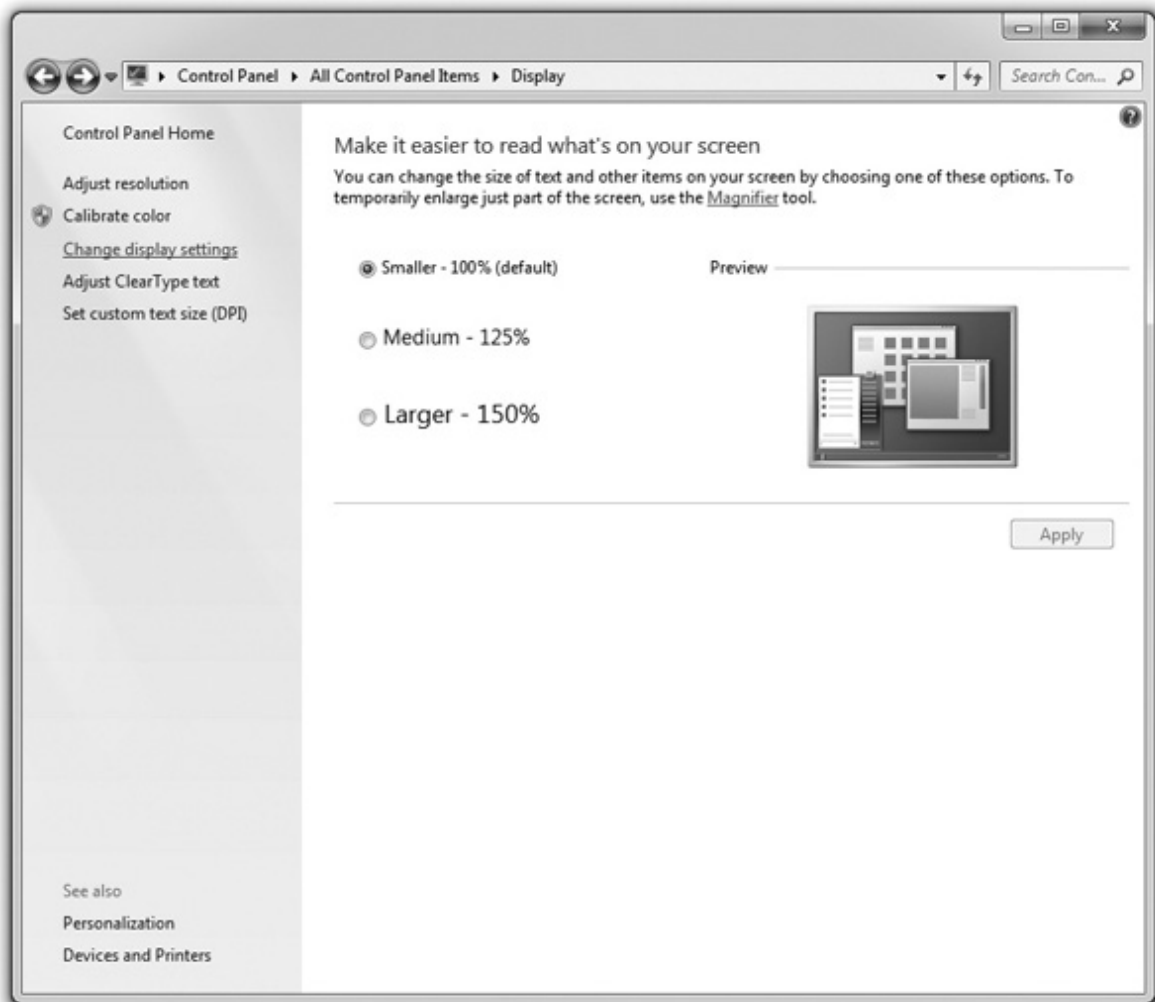 Control Panel ▸ All Control Panel Items ▸ Display
Search Con...
Control Panel Home
Adjust resolution
Calibrate color
Change display settings
Adjust ClearType text
Set custom text size (DPI)
See also
Personalization
Devices and Printers
Make it easier to read what's on your screen
You can change the size of text and other items on your screen by choosing one of these options. To
temporarily enlarge just part of the screen, use the Magnifier tool.
Smaller - 100% (default)
Medium - 125%
Larger - 150%
Preview
Apply